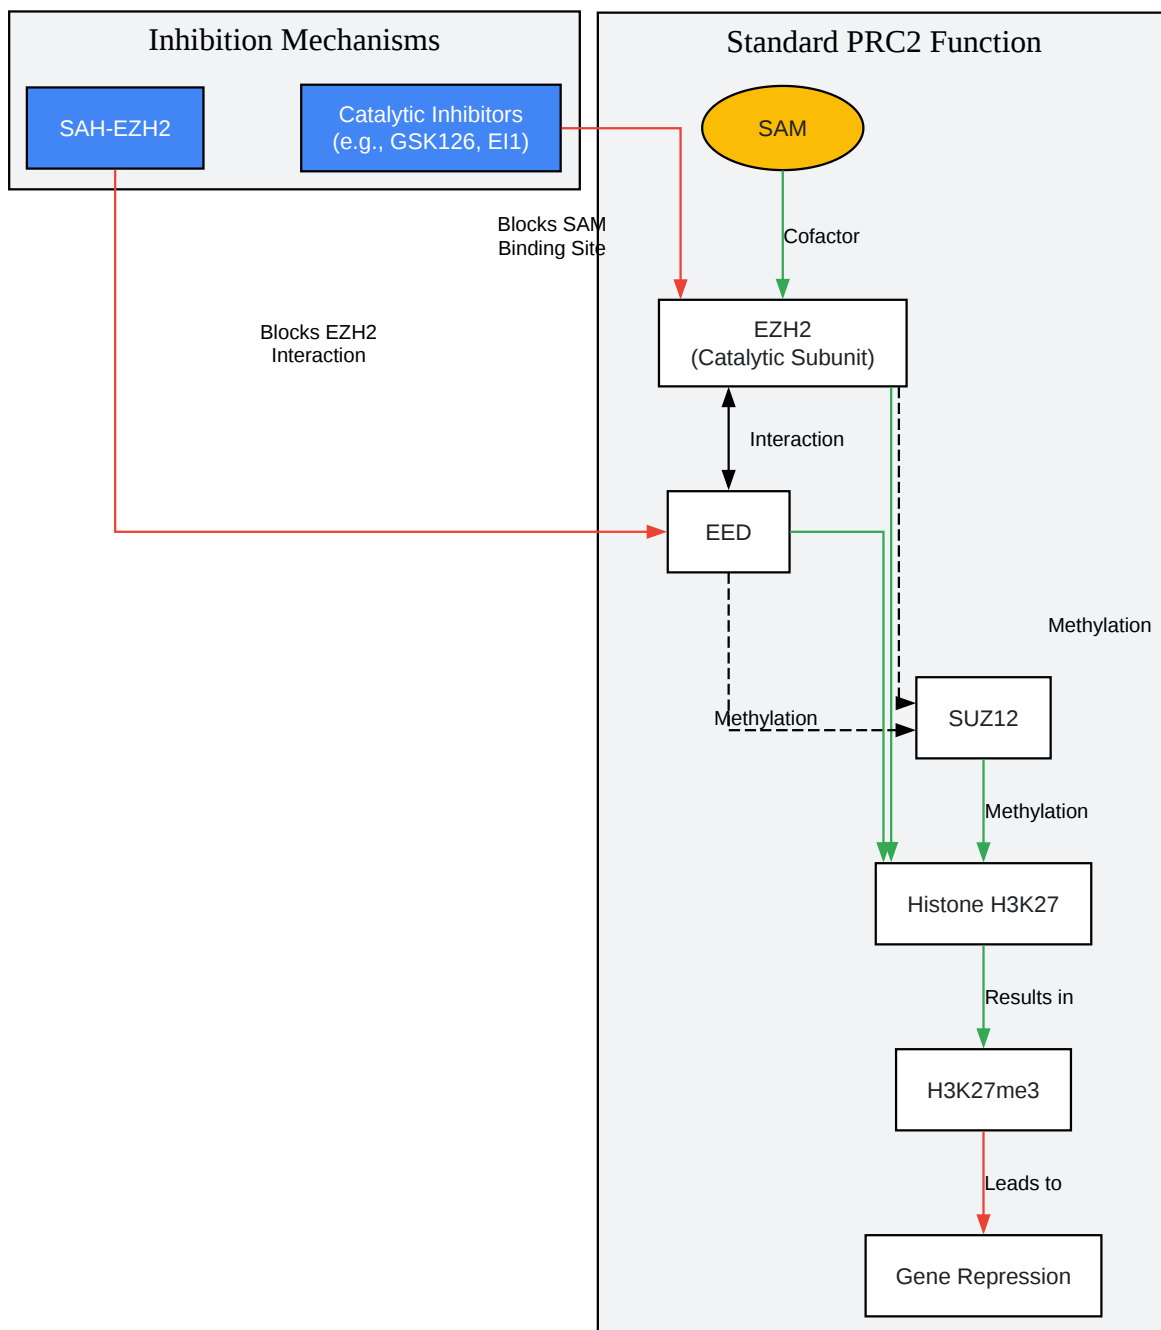 Inhibition Mechanisms
SAH-EZH2
Catalytic Inhibitors
(e.g., GSK126, EI1)
Standard PRC2 Function
SAM
Blocks SAM
Binding Site
Cofactor
Blocks EZH2
Interaction
EZH2
(Catalytic Subunit)
Interaction
EED
Methylation
Methylation
SUZ12
Methylation
Histone H3K27
Results in
H3K27me3
Leads to
Gene Repression